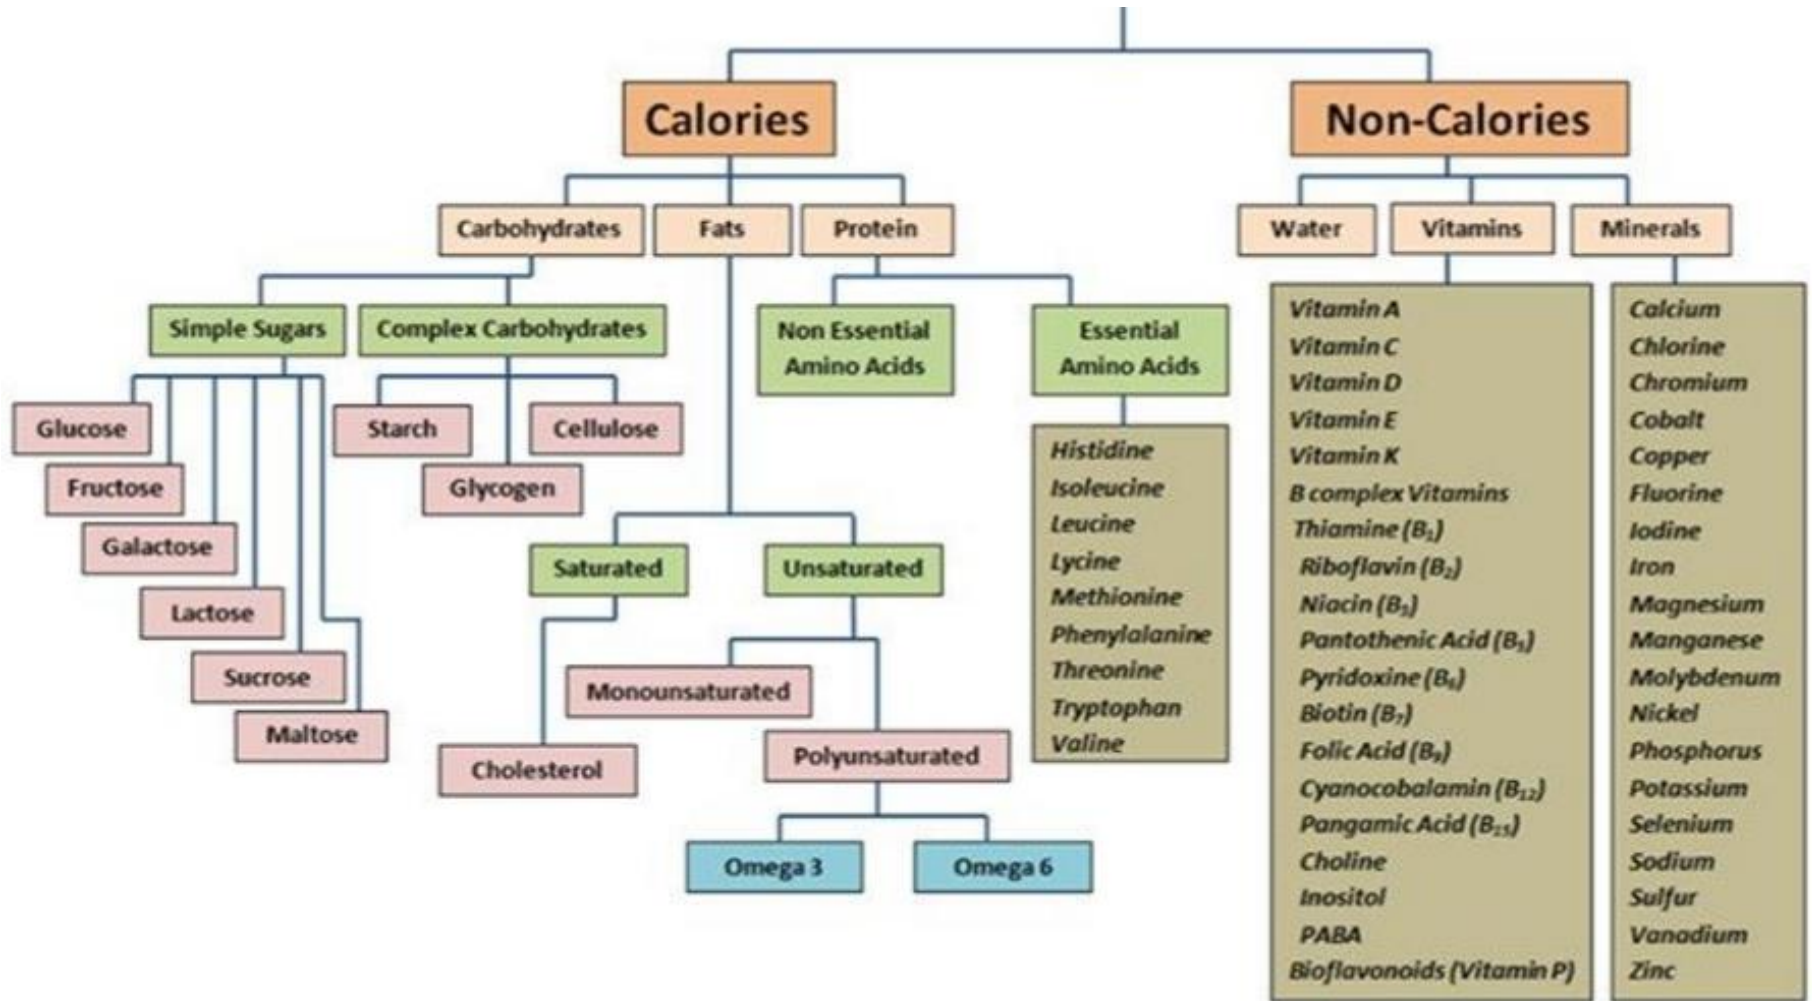 Calories
Non-Calories
Carbohydrates
Fats
Protein
Water
Vitamins
Minerals
Simple Sugars
Complex Carbohydrates
Non Essential
Amino Acids
Essential
Amino Acids
Glucose
Fructose
Galactose
Lactose
Sucrose
Maltose
Starch
Cellulose
Glycogen
Saturated
Unsaturated
Cholesterol
Monounsaturated
Polyunsaturated
Omega 3
Omega 6
Histidine
Isoleucine
Leucine
Lycine
Methionine
Phenylalanine
Threonine
Tryptophan
Valine
Vitamin A
Vitamin C
Vitamin D
Vitamin E
Vitamin K
B complex Vitamins
Thiamine (B₁)
Riboflavin (B₂)
Niacin (B₃)
Pantothenic Acid (B₅)
Pyridoxine (B₆)
Biotin (B₇)
Folic Acid (B₉)
Cyanocobalamin (B₁₂)
Pangamic Acid (B₁₅)
Choline
Inositol
PABA
Bioflavonoids (Vitamin P)
Calcium
Chlorine
Chromium
Cobalt
Copper
Fluorine
Iodine
Iron
Magnesium
Manganese
Molybdenum
Nickel
Phosphorus
Potassium
Selenium
Sodium
Sulfur
Vanadium
Zinc